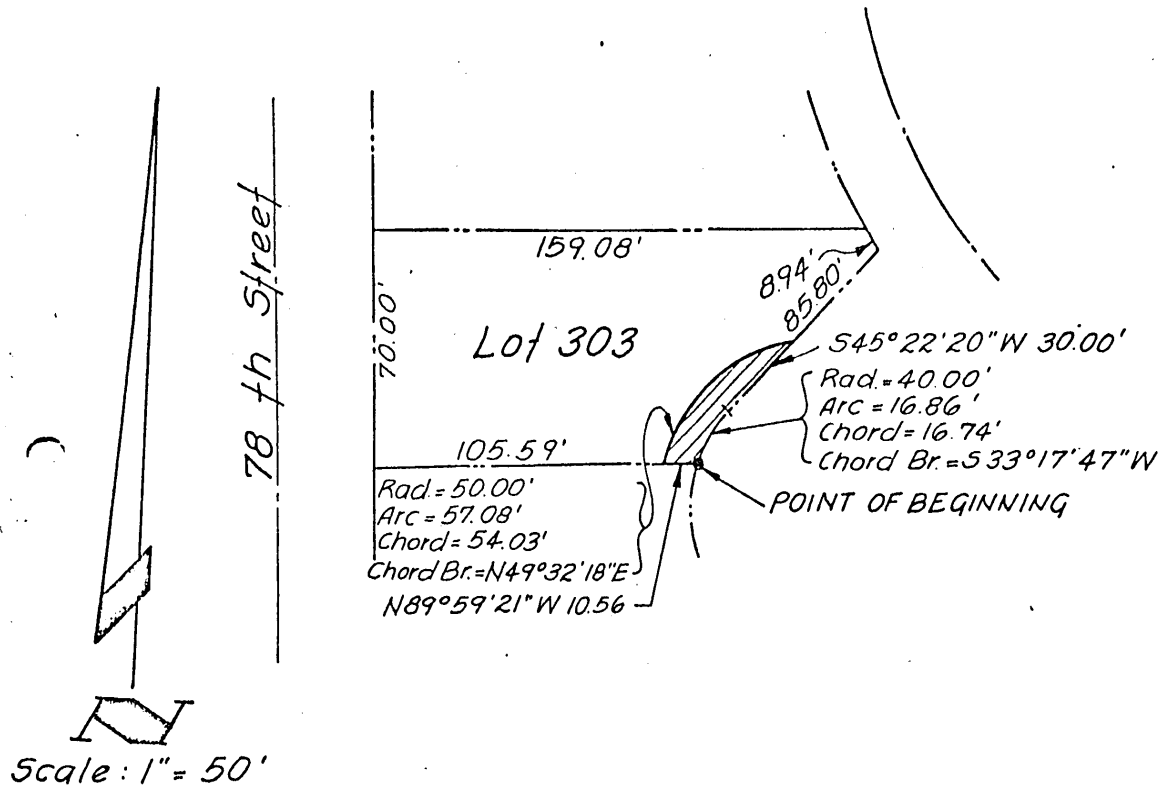 78 th Street
159.08'
8.94'
85.80'
70.00'
Lot 303
S45°22'20"W 30.00'
Rad.=40.00'
Arc=16.86'
Chord=16.74'
Chord Br.=S33°17'47"W
105.59'
POINT OF BEGINNING
Rad.=50.00'
Arc=57.08'
Chord=54.03'
Chord Br.=N49°32'18"E
N89°59'21"W 10.56
N
Scale: 1"= 50'